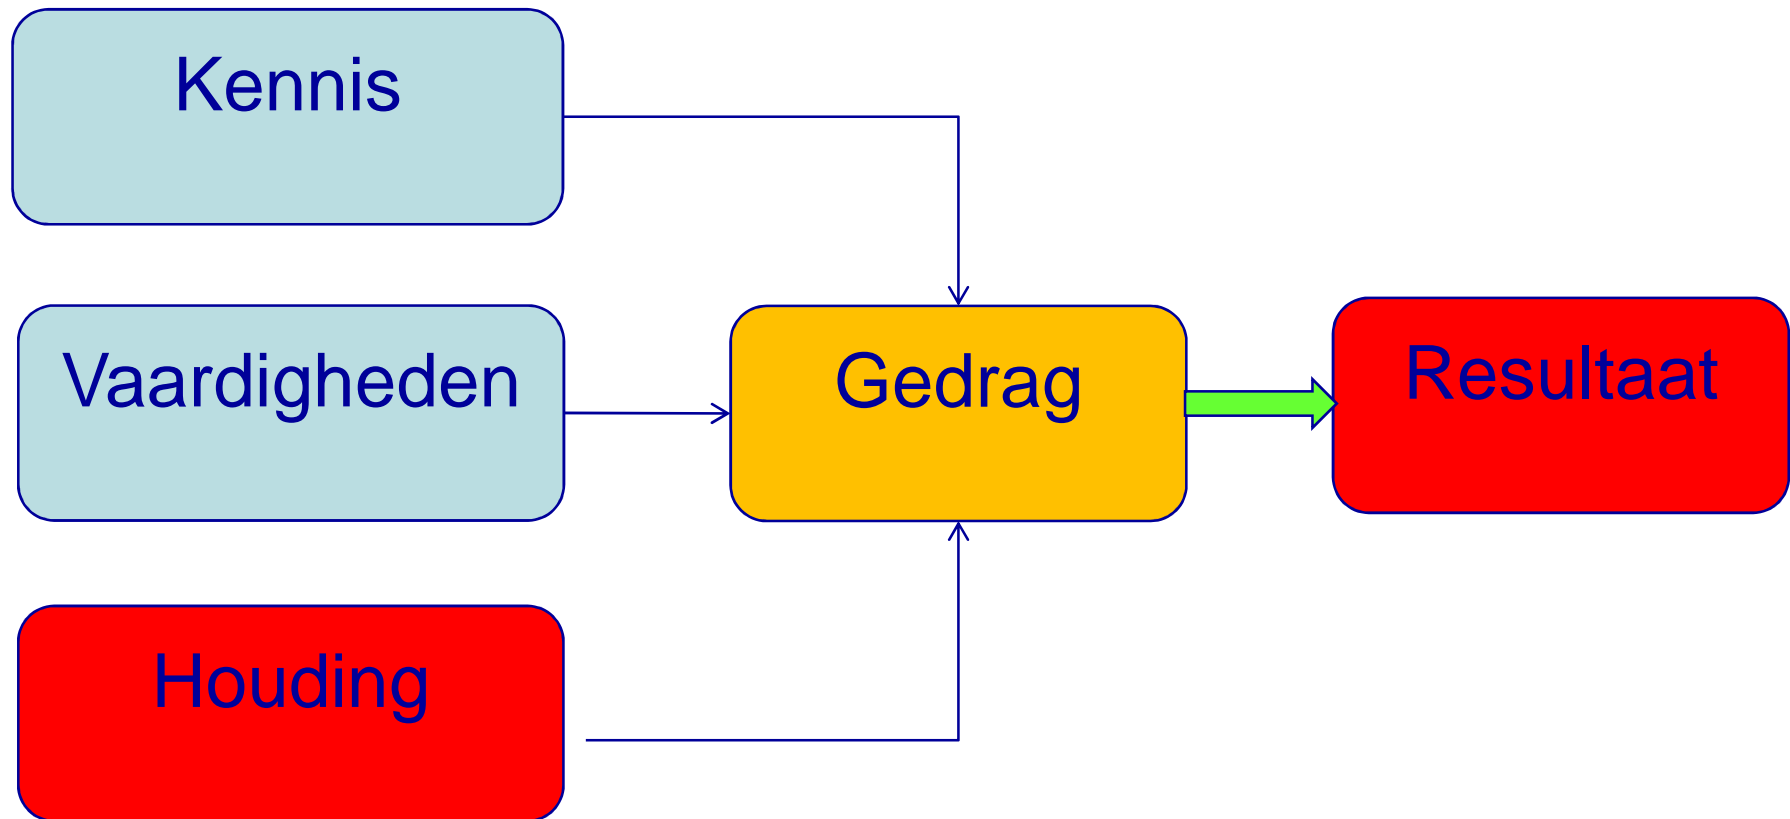 Kennis
Vaardigheden
Gedrag
Resultaat
Houding